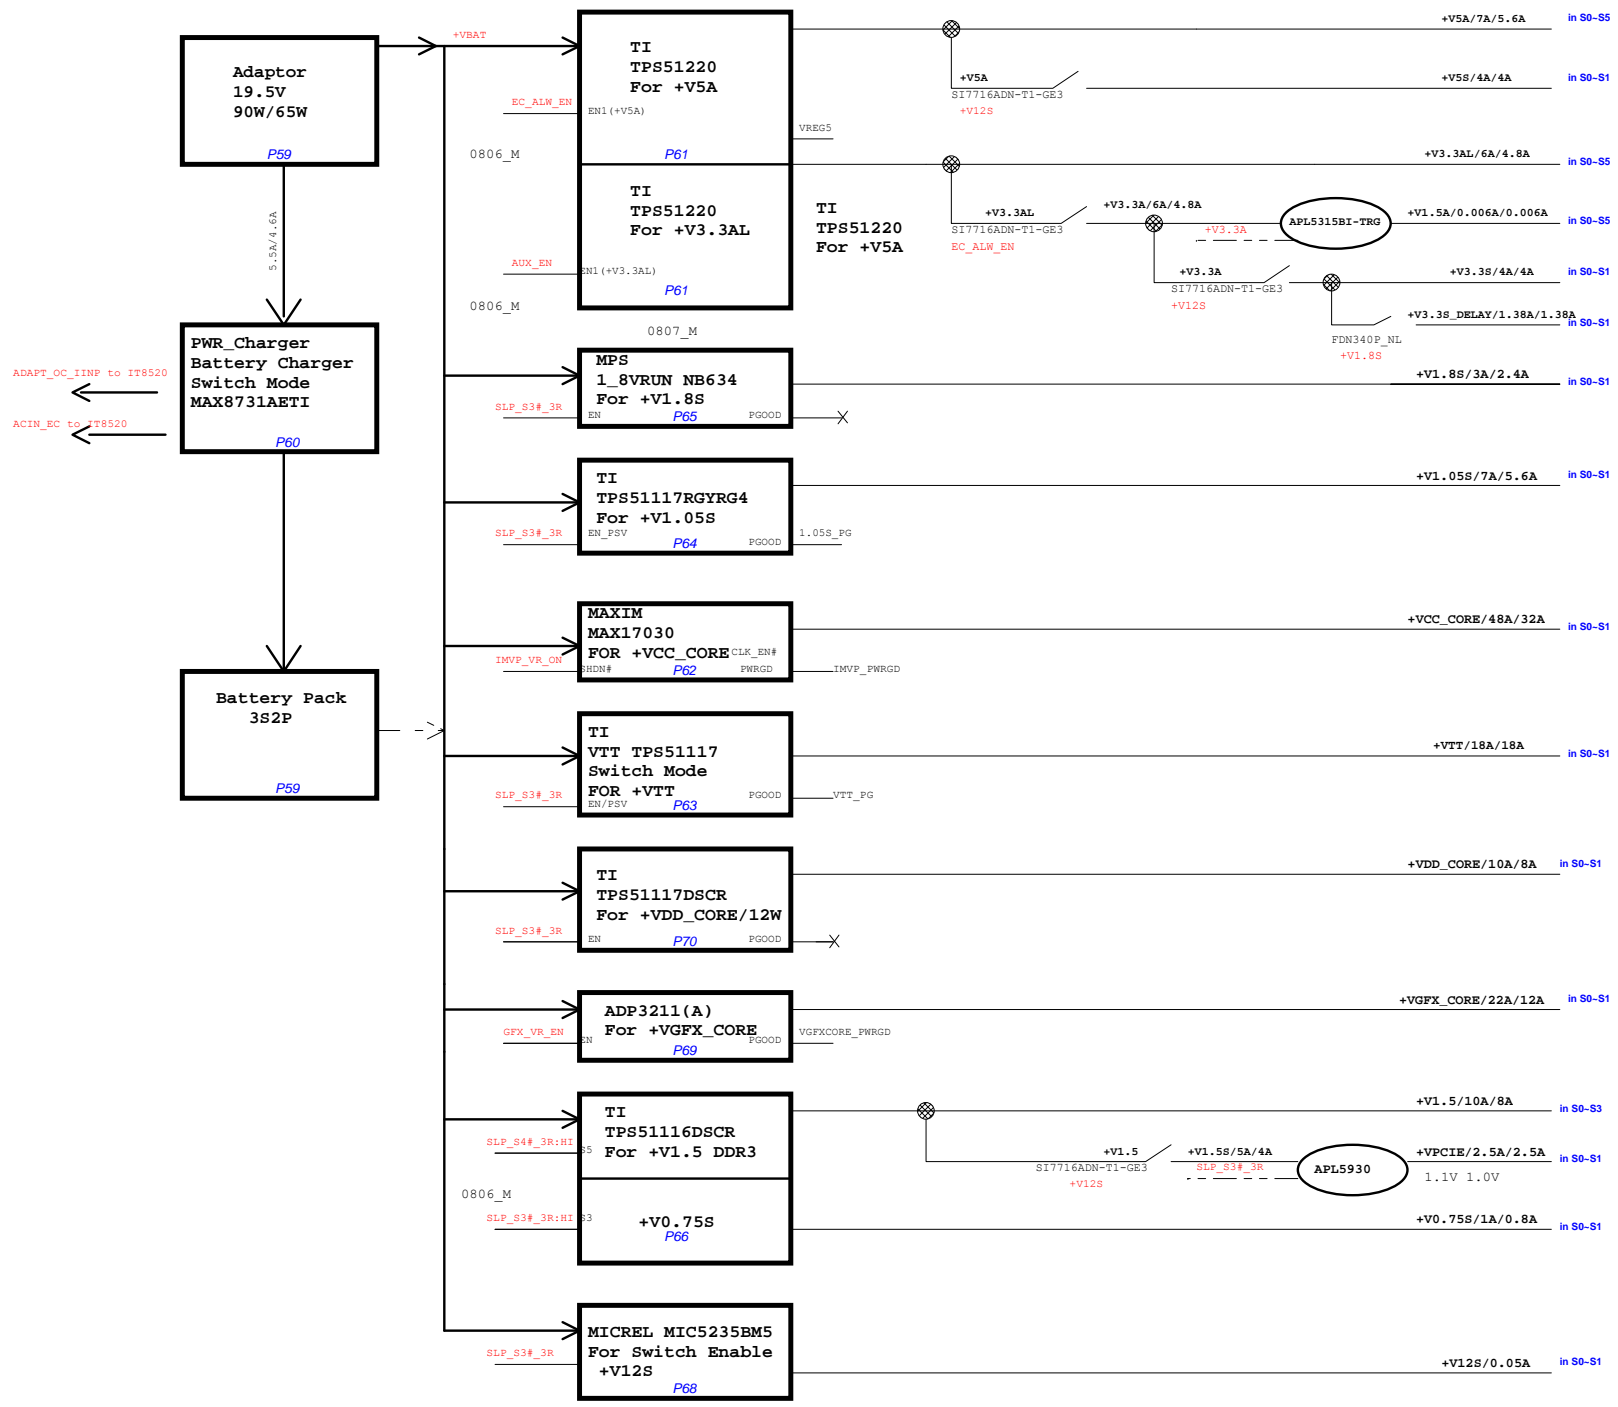 Adaptor
19.5V
90W/65W
P59
5.5A/4.6A
PWR_Charger
Battery Charger
Switch Mode
MAX8731AETI
P60
ADAPT_OC_IINP to IT8520
ACIN_EC to IT8520
Battery Pack
3S2P
P59
+VBAT
TI
TPS51220
For +V5A
EC_ALW_EN
EN1(+V5A)
VREG5
0806_M
P61
TI
TPS51220
For +V3.3AL
AUX_EN
EN1(+V3.3AL)
P61
0806_M
TI
TPS51220
For +V5A
+V5A/7A/5.6A
in S0~S5
+V5A
SI7716ADN-T1-GE3
+V12S
+V5S/4A/4A
in S0~S1
+V3.3AL/6A/4.8A
in S0~S5
+V3.3AL
SI7716ADN-T1-GE3
EC_ALW_EN
+V3.3A/6A/4.8A
+V3.3A
APL5315BI-TRG
+V1.5A/0.006A/0.006A
in S0~S5
+V3.3A
SI7716ADN-T1-GE3
+V12S
+V3.3S/4A/4A
in S0~S1
FDN340P_NL
+V1.8S
+V3.3S_DELAY/1.38A/1.38A
in S0~S1
0807_M
MPS
1_8VRUN NB634
For +V1.8S
SLP_S3#_3R
EN
P65
PGOOD
+V1.8S/3A/2.4A
in S0~S1
TI
TPS51117RGYRG4
For +V1.05S
SLP_S3#_3R
EN_PSV
P64
PGOOD
1.05S_PG
+V1.05S/7A/5.6A
in S0~S1
MAXIM
MAX17030
FOR +VCC_CORE
CLK_EN#
IMVP_VR_ON
SHDN#
P62
PWRGD
IMVP_PWRGD
+VCC_CORE/48A/32A
in S0~S1
TI
VTT TPS51117
Switch Mode
FOR +VTT
SLP_S3#_3R
EN/PSV
P63
PGOOD
VTT_PG
+VTT/18A/18A
in S0~S1
TI
TPS51117DSCR
For +VDD_CORE/12W
SLP_S3#_3R
EN
P70
PGOOD
+VDD_CORE/10A/8A
in S0~S1
ADP3211(A)
For +VGFX_CORE
GFX_VR_EN
EN
P69
PGOOD
VGFXCORE_PWRGD
+VGFX_CORE/22A/12A
in S0~S1
TI
TPS51116DSCR
For +V1.5 DDR3
SLP_S4#_3R:HI
S5
0806_M
SLP_S3#_3R:HI
S3
+V0.75S
P66
+V1.5/10A/8A
in S0~S3
+V1.5
SI7716ADN-T1-GE3
+V12S
+V1.5S/5A/4A
SLP_S3#_3R
APL5930
+VPCIE/2.5A/2.5A
1.1V 1.0V
in S0~S1
+V0.75S/1A/0.8A
in S0~S1
MICREL MIC5235BM5
For Switch Enable
+V12S
SLP_S3#_3R
P68
+V12S/0.05A
in S0~S1